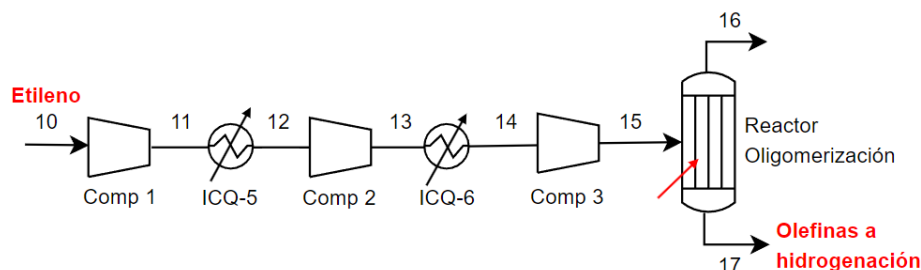 16
Etileno
10
11
12
13
14
15
Reactor
Oligomerización
Comp 1
ICQ-5
Comp 2
ICQ-6
Comp 3
Olefinas a
hidrogenación
17